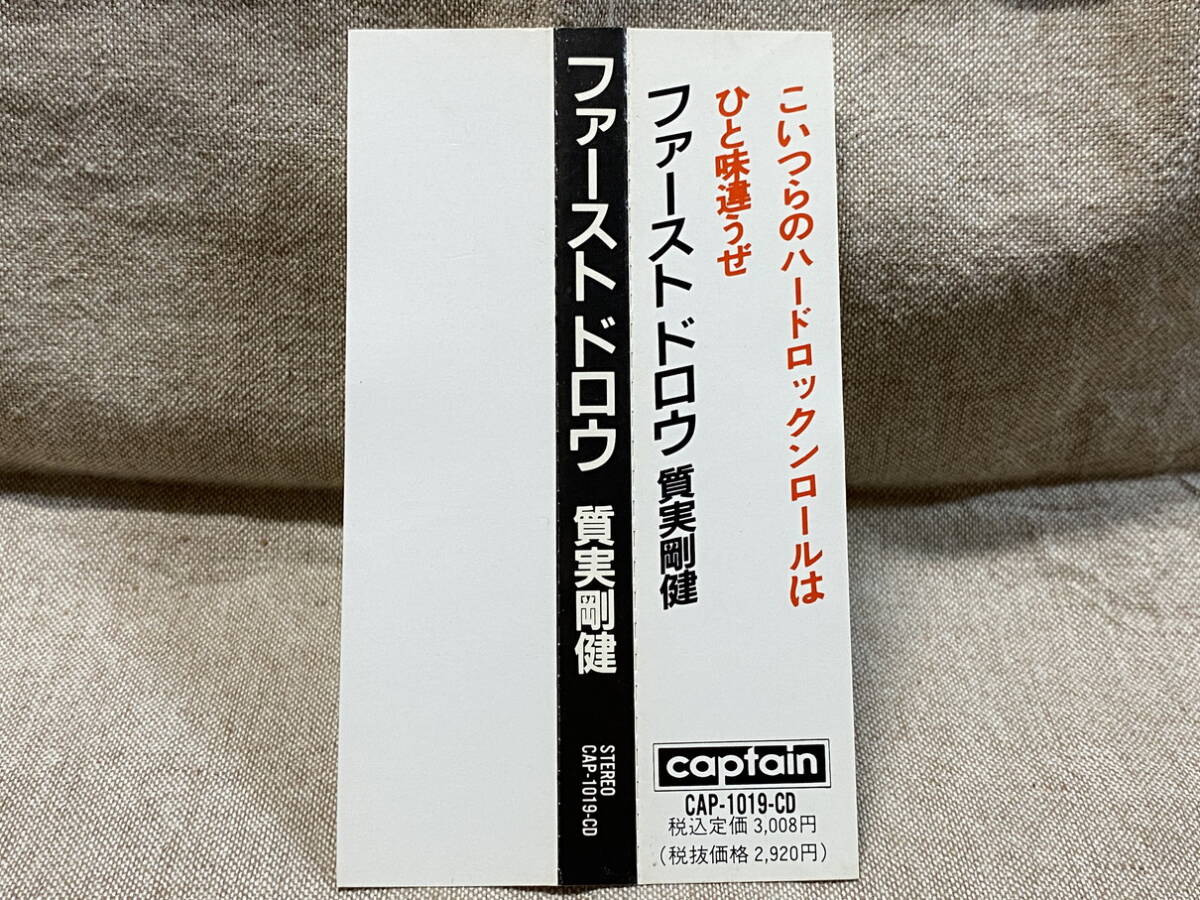 こいつらのハードロックンロールは
ひと味違うぜ
ファースト ドロウ 質実剛健
captain
CAP-1019-CD
税込定価 3,008円
（税抜価格 2,920円）
ファースト ドロウ 質実剛健
STEREO
CAP-1019-CD